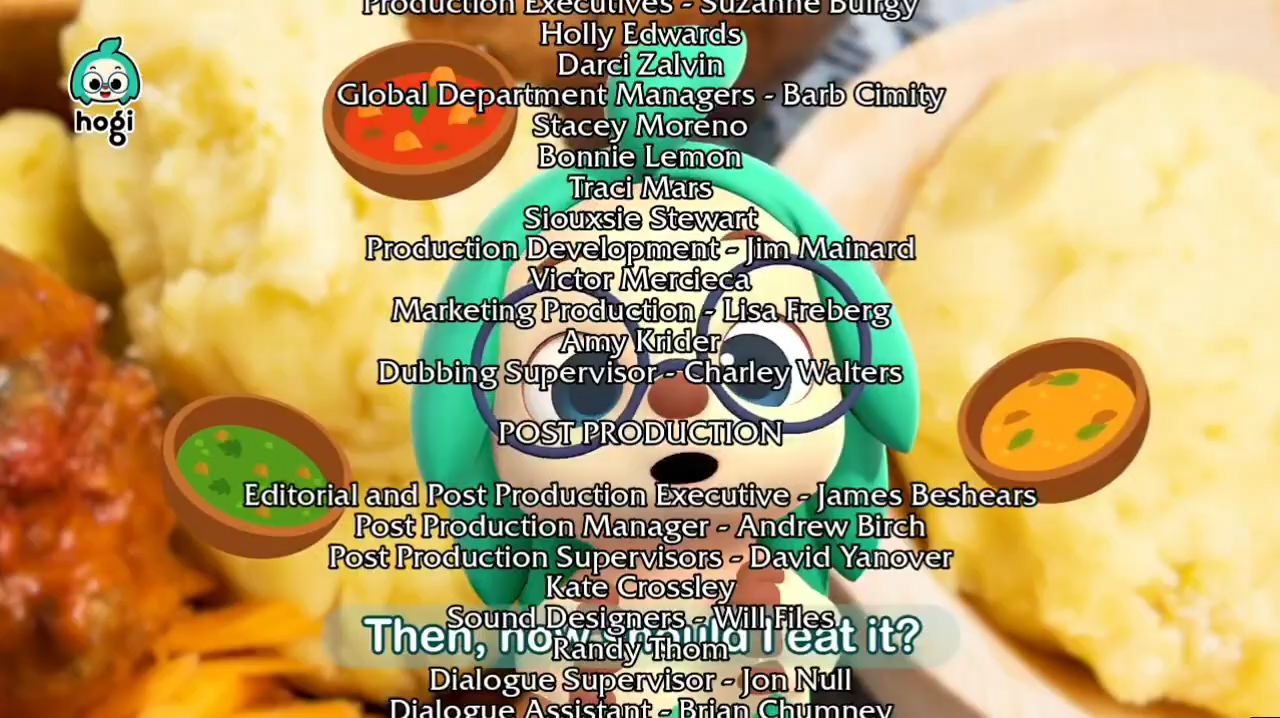 Production Executives - Suzanne Buirgy
Holly Edwards
Darci Zalvin
Global Department Managers - Barb Cimity
Stacey Moreno
Bonnie Lemon
Traci Mars
Siouxsie Stewart
Production Development - Jim Mainard
Victor Mercieca
Marketing Production - Lisa Freberg
Amy Krider
Dubbing Supervisor - Charley Walters
POST PRODUCTION
Editorial and Post Production Executive - James Beshears
Post Production Manager - Andrew Birch
Post Production Supervisors - David Yanover
Kate Crossley
Sound Designers - Will Files
Then, how should I eat it?
Randy Thom
Dialogue Supervisor - Jon Null
Dialogue Assistant - Brian Chumney
hogi